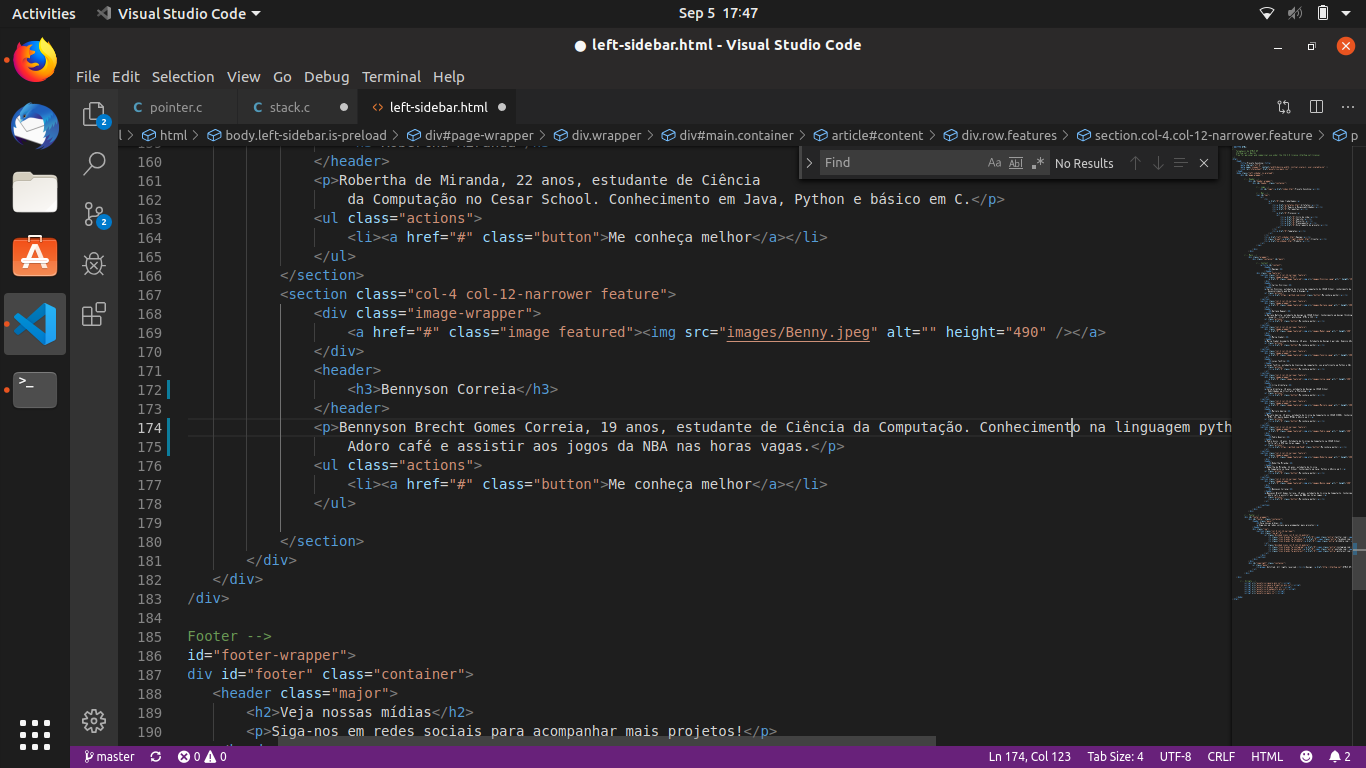 Activities Visual Studio Code Sep 5 17:47
left-sidebar.html - Visual Studio Code
File Edit Selection View Go Debug Terminal Help
pointer.c stack.c left-sidebar.html
html body.left-sidebar.is-preload div#page-wrapper div.wrapper div#main.container article#content div.row.features section.col-4.col-12-narrower.feature p
Find Aa Abl .* No Results
160 </header>
161 <p>Robertha de Miranda, 22 anos, estudante de Ciência
162 da Computação no Cesar School. Conhecimento em Java, Python e básico em C.</p>
163 <ul class="actions">
164 <li><a href="#" class="button">Me conheça melhor</a></li>
165 </ul>
166 </section>
167 <section class="col-4 col-12-narrower feature">
168 <div class="image-wrapper">
169 <a href="#" class="image featured"><img src="images/Benny.jpeg" alt="" height="490" /></a>
170 </div>
171 <header>
172 <h3>Bennyson Correia</h3>
173 </header>
174 <p>Bennyson Brecht Gomes Correia, 19 anos, estudante de Ciência da Computação. Conhecimento na linguagem pyth
175 Adoro café e assistir aos jogos da NBA nas horas vagas.</p>
176 <ul class="actions">
177 <li><a href="#" class="button">Me conheça melhor</a></li>
178 </ul>
179
180 </section>
181 </div>
182 </div>
183 /div>
184
185 Footer -->
186 id="footer-wrapper">
187 div id="footer" class="container">
188 <header class="major">
189 <h2>Veja nossas mídias</h2>
190 <p>Siga-nos em redes sociais para acompanhar mais projetos!</p>
master 0 0 Ln 174, Col 123 Tab Size: 4 UTF-8 CRLF HTML 2